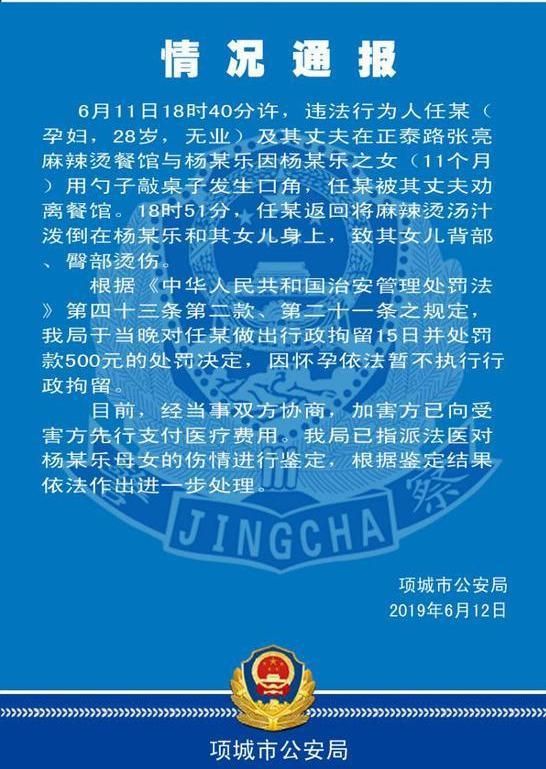 情况通报
6月11日18时40分许，违法行为人任某（
孕妇，28岁，无业）及其丈夫在正泰路张亮
麻辣烫餐馆与杨某乐因杨某乐之女（11个月
）用勺子敲桌子发生口角，任某被其丈夫劝
离餐馆。18时51分，任某返回将麻辣烫汤汁
泼倒在杨某乐和其女儿身上，致其女儿背部
、臀部烫伤。
根据《中华人民共和国治安管理处罚法
》第四十三条第二款、第二十一条之规定，
我局于当晚对任某做出行政拘留15日并处罚
款500元的处罚决定，因怀孕依法暂不执行行
政拘留。
目前，经当事双方协商，加害方已向受
害方先行支付医疗费用。我局已指派法医对
杨某乐母女的伤情进行鉴定，根据鉴定结果
依法作出进一步处理。
警察
JINGCHA
项城市公安局
2019年6月12日
项城市公安局